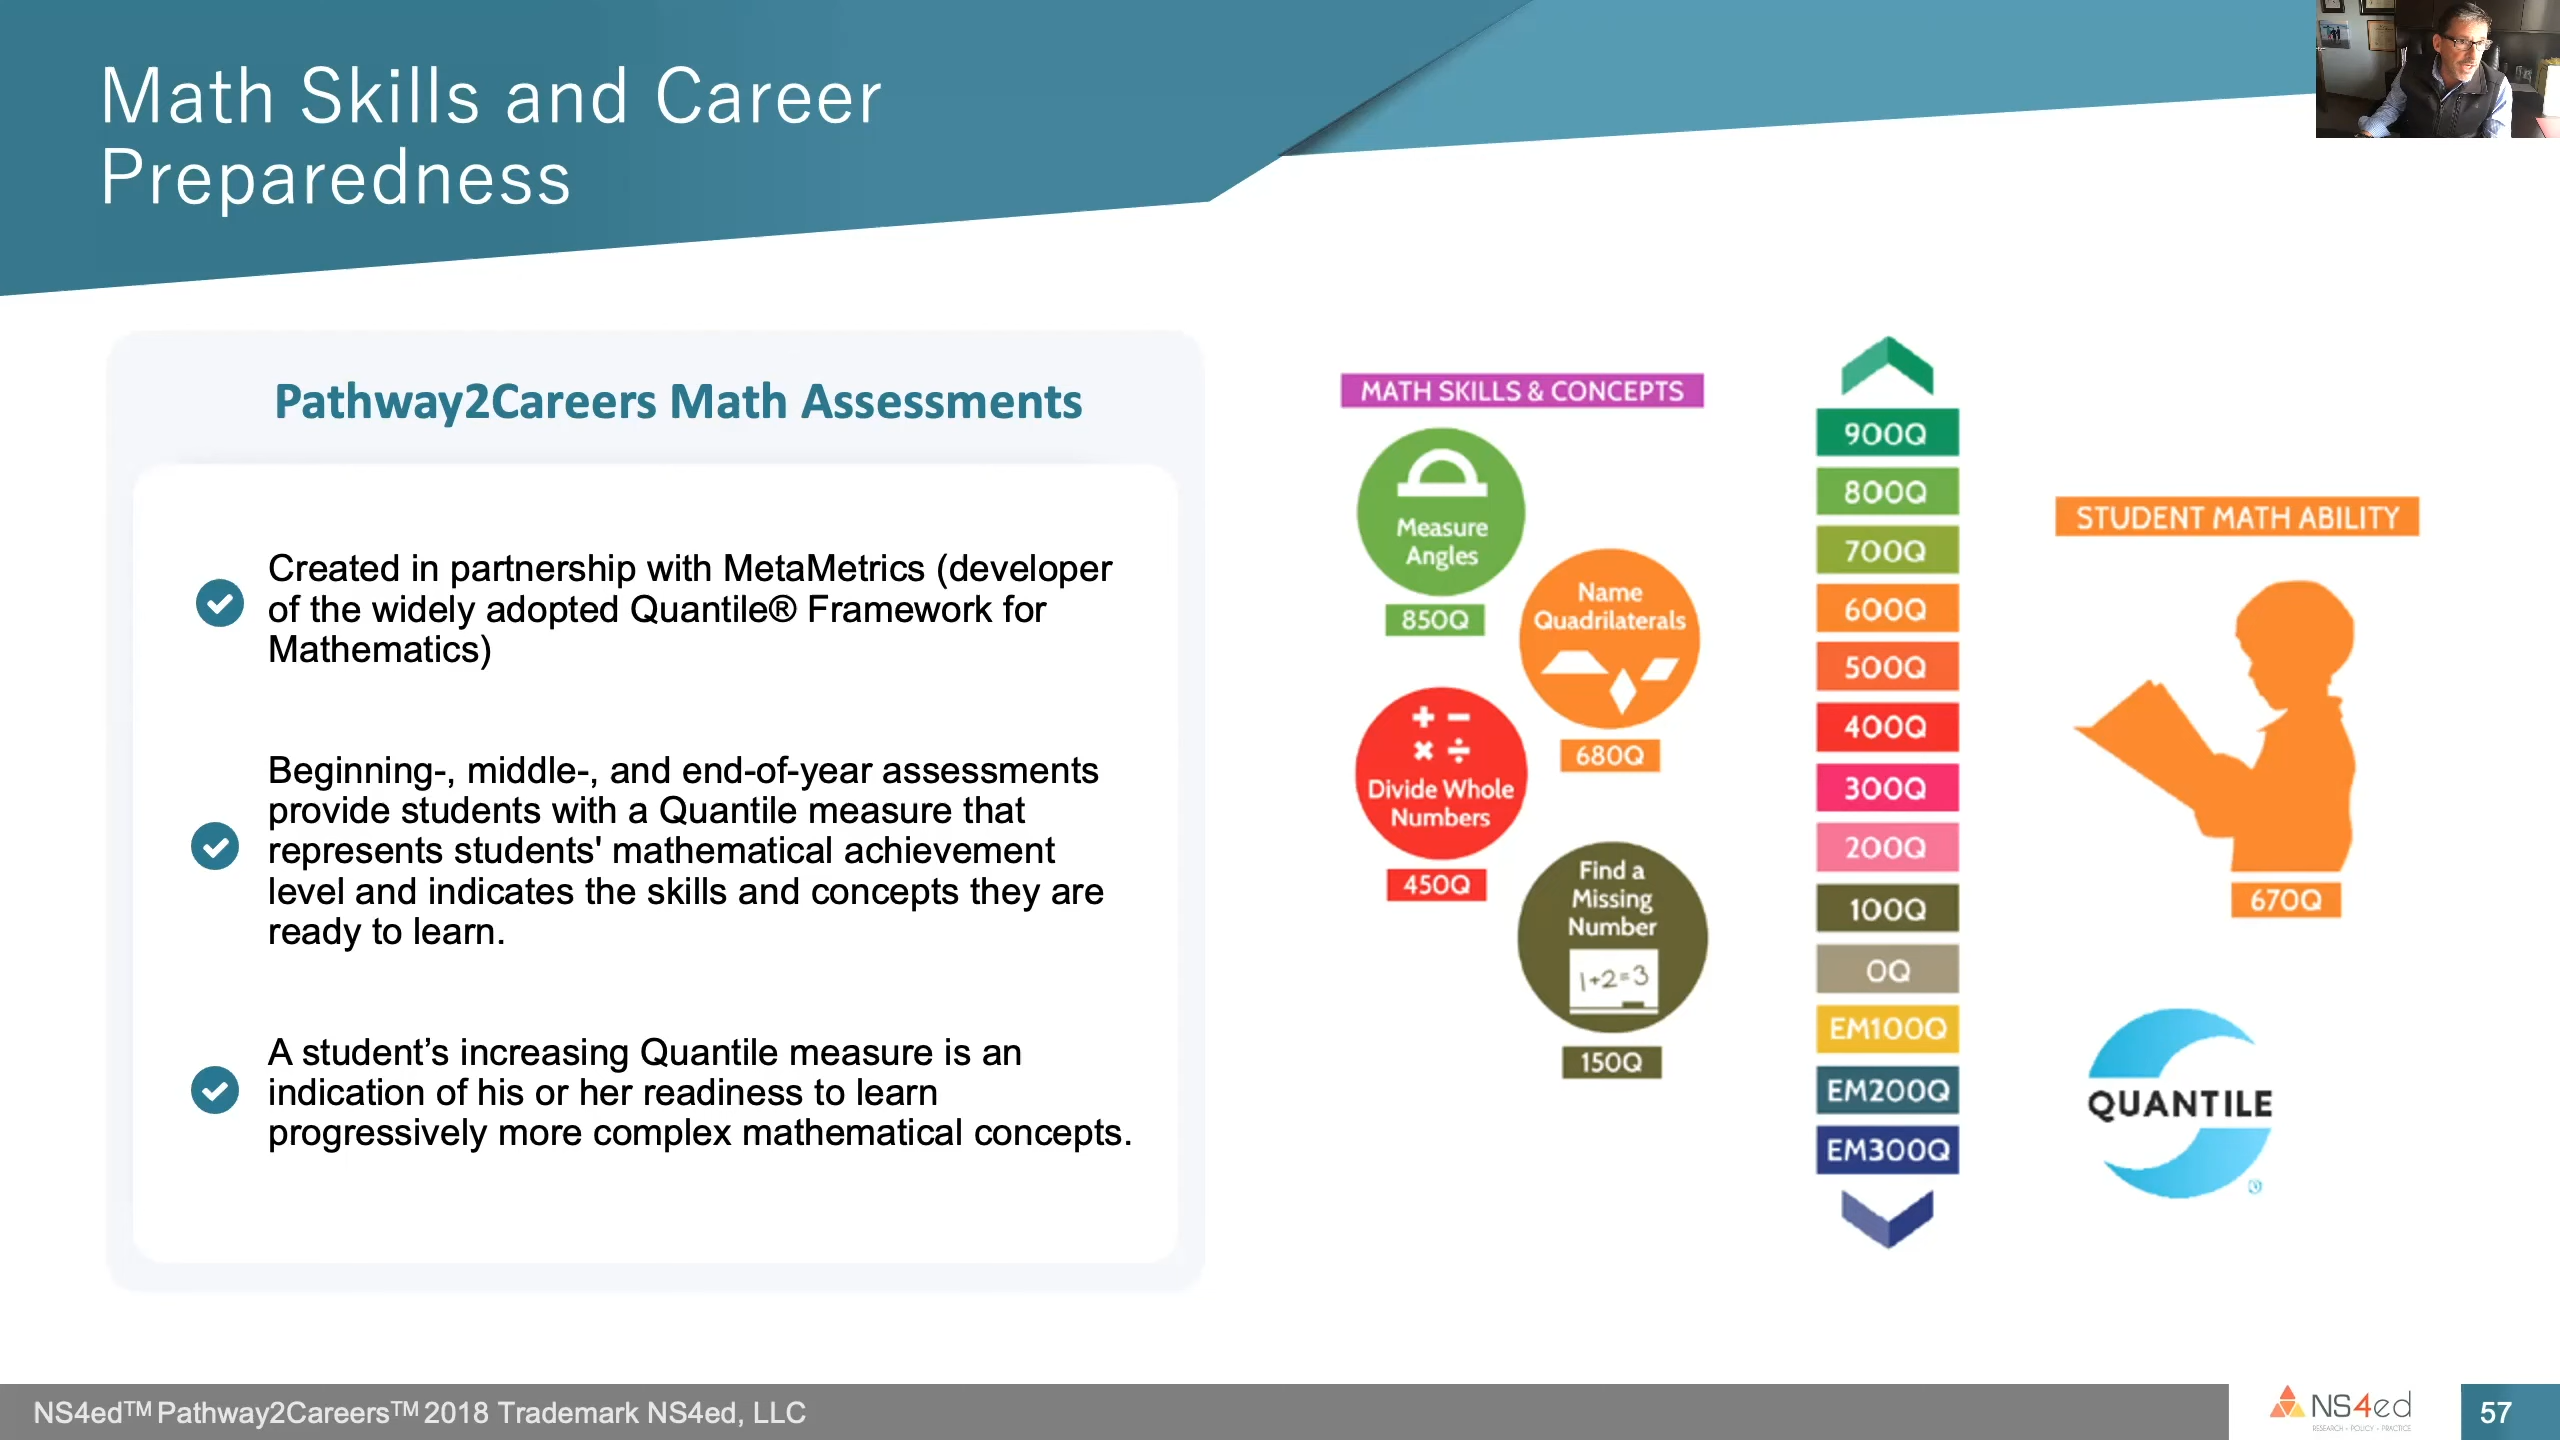 Math Skills and Career
Preparedness
Pathway2Careers Math Assessments
Created in partnership with MetaMetrics (developer
of the widely adopted Quantile® Framework for
Mathematics)
Beginning-, middle-, and end-of-year assessments
provide students with a Quantile measure that
represents students' mathematical achievement
level and indicates the skills and concepts they are
ready to learn.
A student’s increasing Quantile measure is an
indication of his or her readiness to learn
progressively more complex mathematical concepts.
MATH SKILLS & CONCEPTS
Measure
Angles
850Q
Name
Quadrilaterals
680Q
+ −
× ÷
Divide Whole
Numbers
450Q
Find a
Missing
Number
1+2=3
150Q
900Q
800Q
700Q
600Q
500Q
400Q
300Q
200Q
100Q
0Q
EM100Q
EM200Q
EM300Q
STUDENT MATH ABILITY
670Q
QUANTILE
®
NS4ed™ Pathway2Careers™ 2018 Trademark NS4ed, LLC
NS4ed
RESEARCH • POLICY • PRACTICE
57